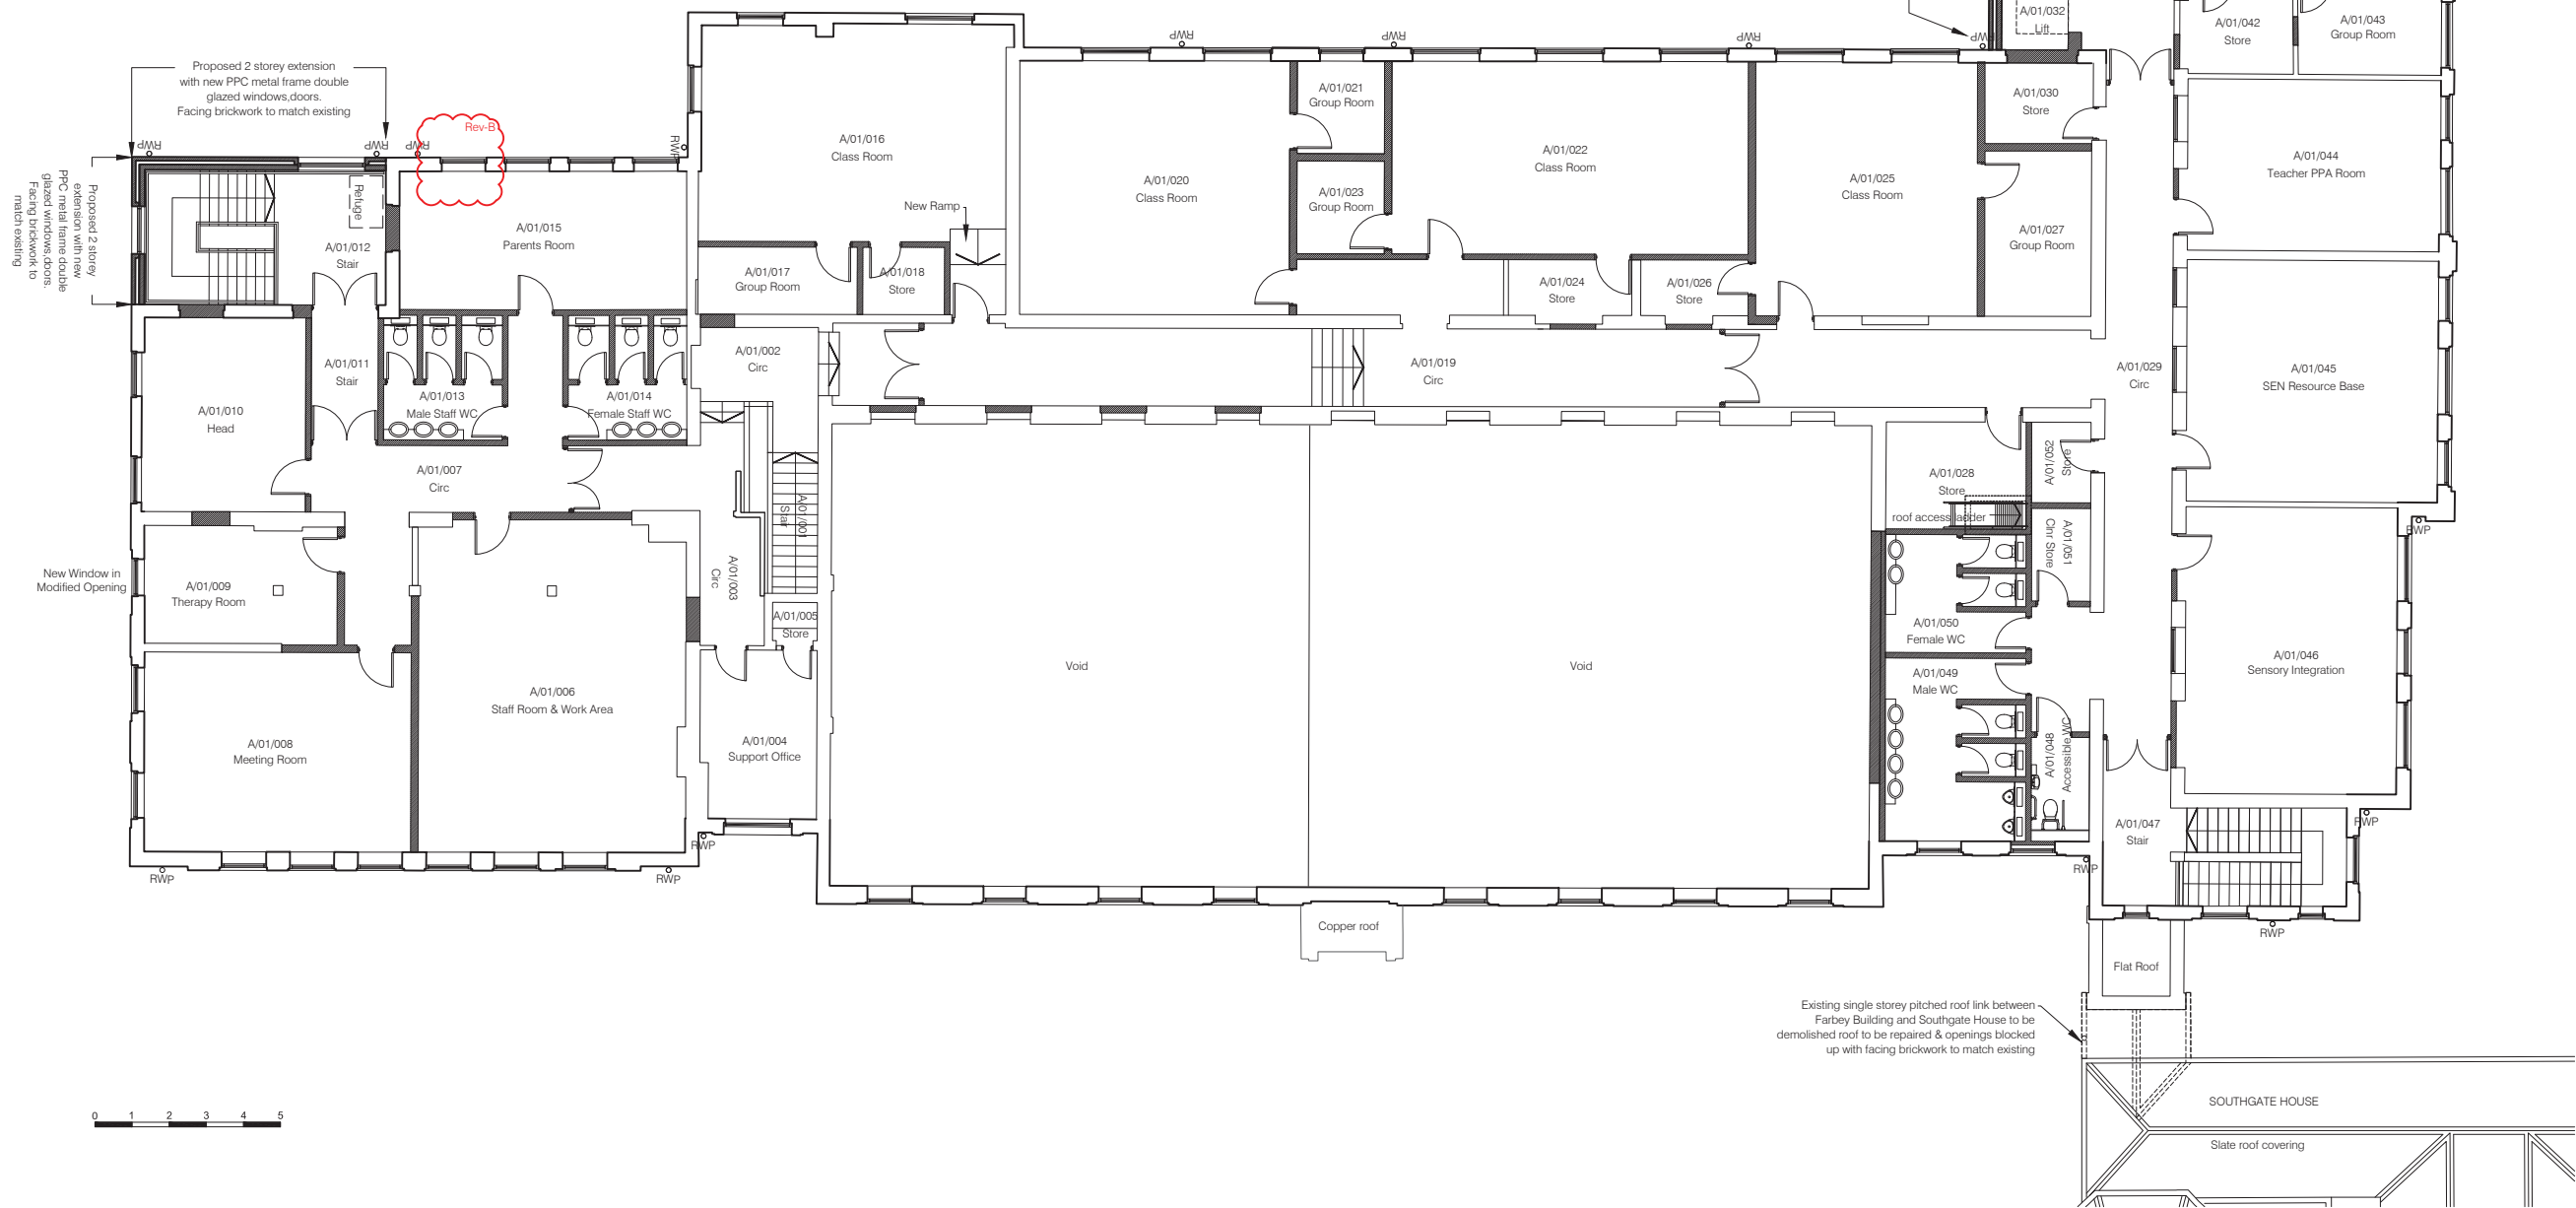 A/01/032
Lift
A/01/042
Store
A/01/043
Group Room
RWP
RWP
RWP
RWP
Proposed 2 storey extension
with new PPC metal frame double
glazed windows,doors.
Facing brickwork to match existing
Rev-B
RWP
RWP
RWP
RWP
A/01/016
Class Room
A/01/021
Group Room
A/01/022
Class Room
A/01/030
Store
A/01/044
Teacher PPA Room
Proposed 2 storey
extension with new
PPC metal frame double
glazed windows,doors.
Facing brickwork to
match existing
Refuge
A/01/012
Stair
A/01/015
Parents Room
New Ramp
A/01/020
Class Room
A/01/023
Group Room
A/01/025
Class Room
A/01/027
Group Room
A/01/017
Group Room
A/01/018
Store
A/01/024
Store
A/01/026
Store
A/01/011
Stair
A/01/002
Circ
A/01/019
Circ
A/01/029
Circ
A/01/045
SEN Resource Base
A/01/010
Head
A/01/013
Male Staff WC
A/01/014
Female Staff WC
A/01/007
Circ
A/01/001
Stair
A/01/028
Store
roof access ladder
A/01/052
Store
A/01/051
Clnr Store
RWP
New Window in
Modified Opening
A/01/009
Therapy Room
A/01/003
Circ
A/01/005
Store
A/01/050
Female WC
A/01/049
Male WC
A/01/046
Sensory Integration
A/01/006
Staff Room & Work Area
Void
Void
A/01/008
Meeting Room
A/01/004
Support Office
A/01/048
Accessible WC
A/01/047
Stair
RWP
RWP
RWP
RWP
RWP
RWP
Copper roof
Flat Roof
Existing single storey pitched roof link between
Farbey Building and Southgate House to be
demolished roof to be repaired & openings blocked
up with facing brickwork to match existing
0 1 2 3 4 5
SOUTHGATE HOUSE
Slate roof covering